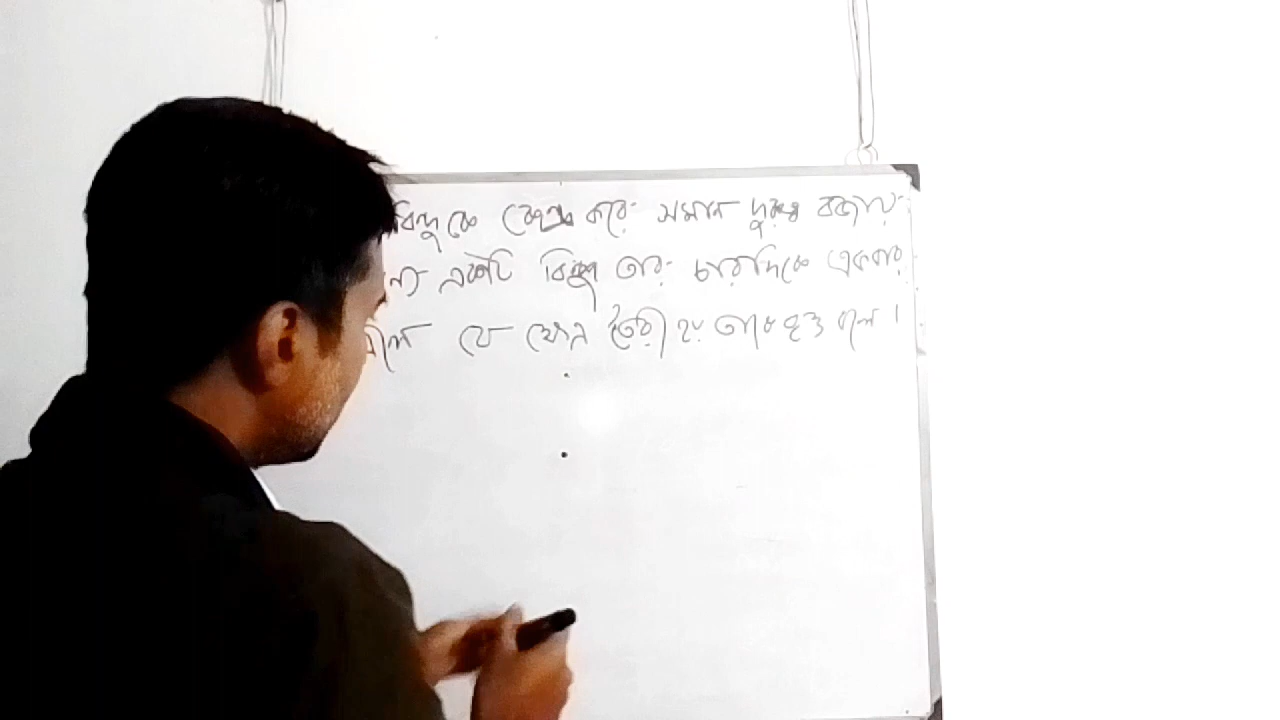 বিন্দুকে কেন্দ্র করে সমান দুরত্ব বজায়
একটি বিন্দু তার চারদিকে একবার
যে ক্ষেত্র তৈরী হয় তাকে বৃত্ত বলে।